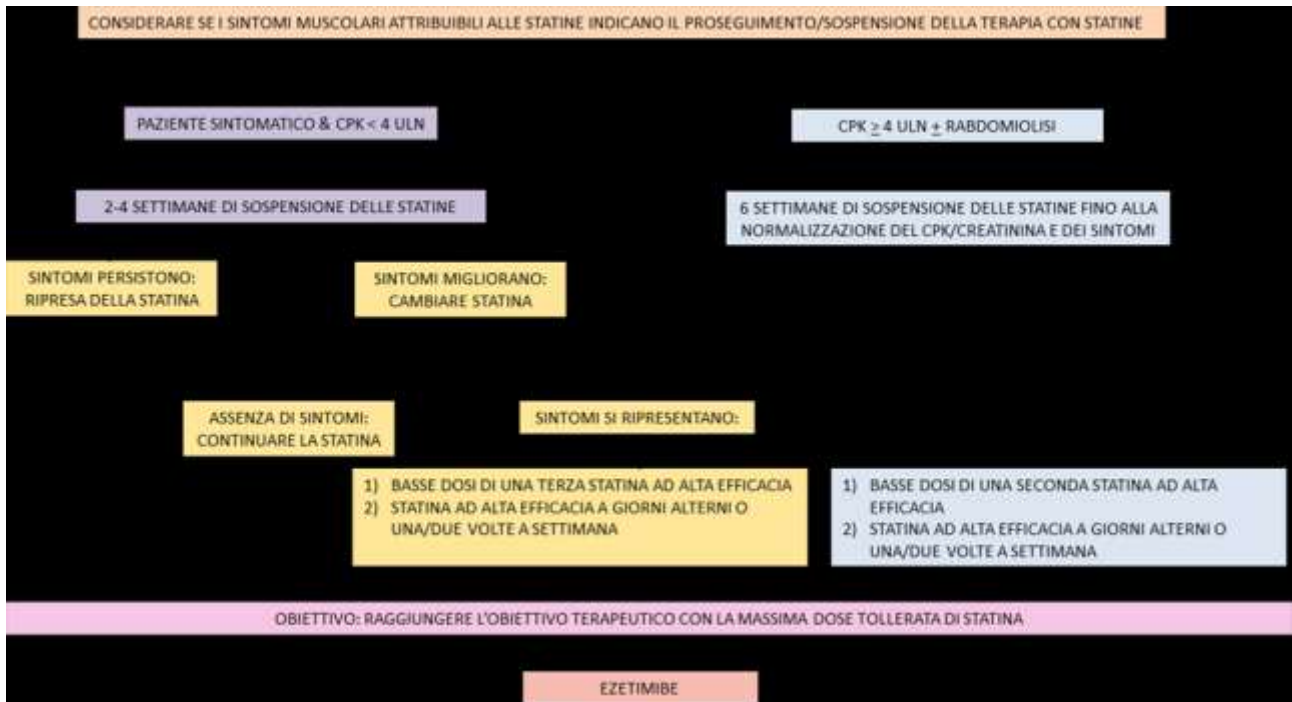 CONSIDERARE SE I SINTOMI MUSCOLARI ATTRIBUIBILI ALLE STATINE INDICANO IL PROSEGUIMENTO/SOSPENSIONE DELLA TERAPIA CON STATINE
PAZIENTE SINTOMATICO & CPK < 4 ULN
CPK ≥ 4 ULN ± RABDOMIOLISI
2-4 SETTIMANE DI SOSPENSIONE DELLE STATINE
6 SETTIMANE DI SOSPENSIONE DELLE STATINE FINO ALLA
NORMALIZZAZIONE DEL CPK/CREATININA E DEI SINTOMI
SINTOMI PERSISTONO:
RIPRESA DELLA STATINA
SINTOMI MIGLIORANO:
CAMBIARE STATINA
ASSENZA DI SINTOMI:
CONTINUARE LA STATINA
SINTOMI SI RIPRESENTANO:
1) BASSE DOSI DI UNA TERZA STATINA AD ALTA EFFICACIA
2) STATINA AD ALTA EFFICACIA A GIORNI ALTERNI O
UNA/DUE VOLTE A SETTIMANA
1) BASSE DOSI DI UNA SECONDA STATINA AD ALTA
EFFICACIA
2) STATINA AD ALTA EFFICACIA A GIORNI ALTERNI O
UNA/DUE VOLTE A SETTIMANA
OBIETTIVO: RAGGIUNGERE L'OBIETTIVO TERAPEUTICO CON LA MASSIMA DOSE TOLLERATA DI STATINA
EZETIMIBE